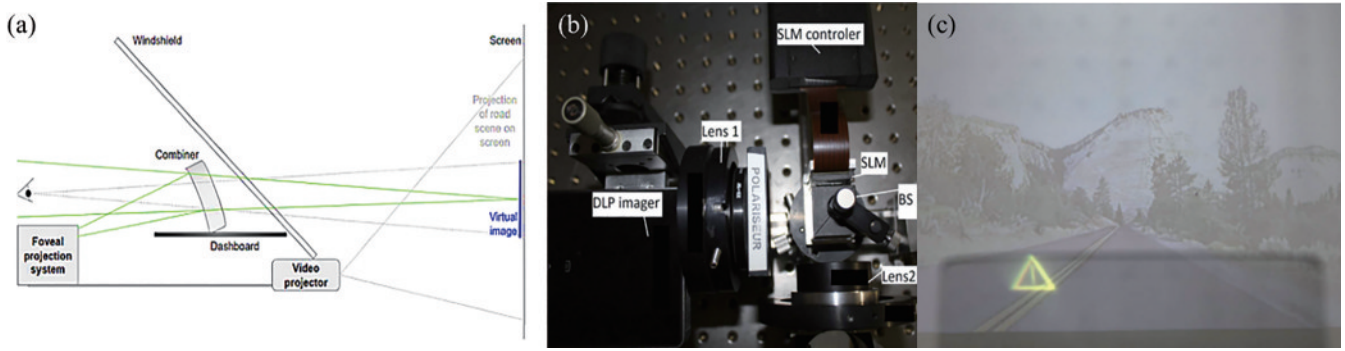 (a)
Windshield
Screen
Projection
of road
scene on
screen
Combiner
Virtual
image
Foveal
projection
system
Dashboard
Video
projector
(b)
SLM controler
Lens 1
SLM
POLARISEUR
BS
DLP imager
Lens2
(c)